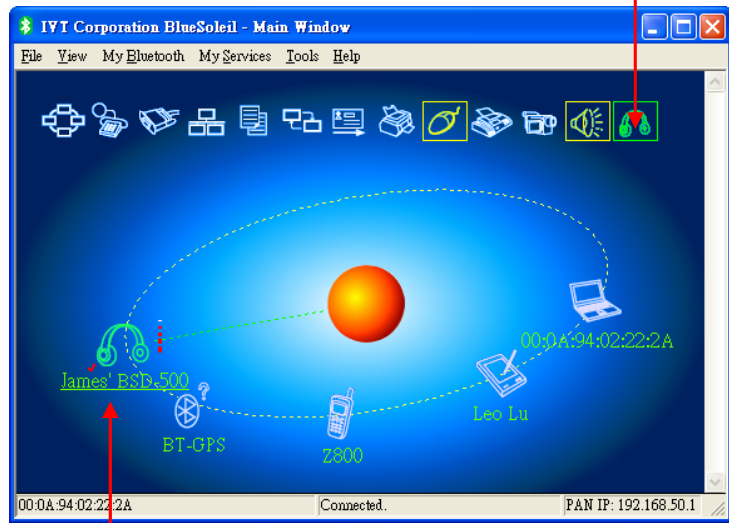 IVT Corporation BlueSoleil - Main Window
File View My Bluetooth My Services Tools Help
00:0A:94:02:22:2A
James' BSD-500
Leo Lu
BT-GPS
Z800
00:0A:94:02:22:2A Connected. PAN IP: 192.168.50.1